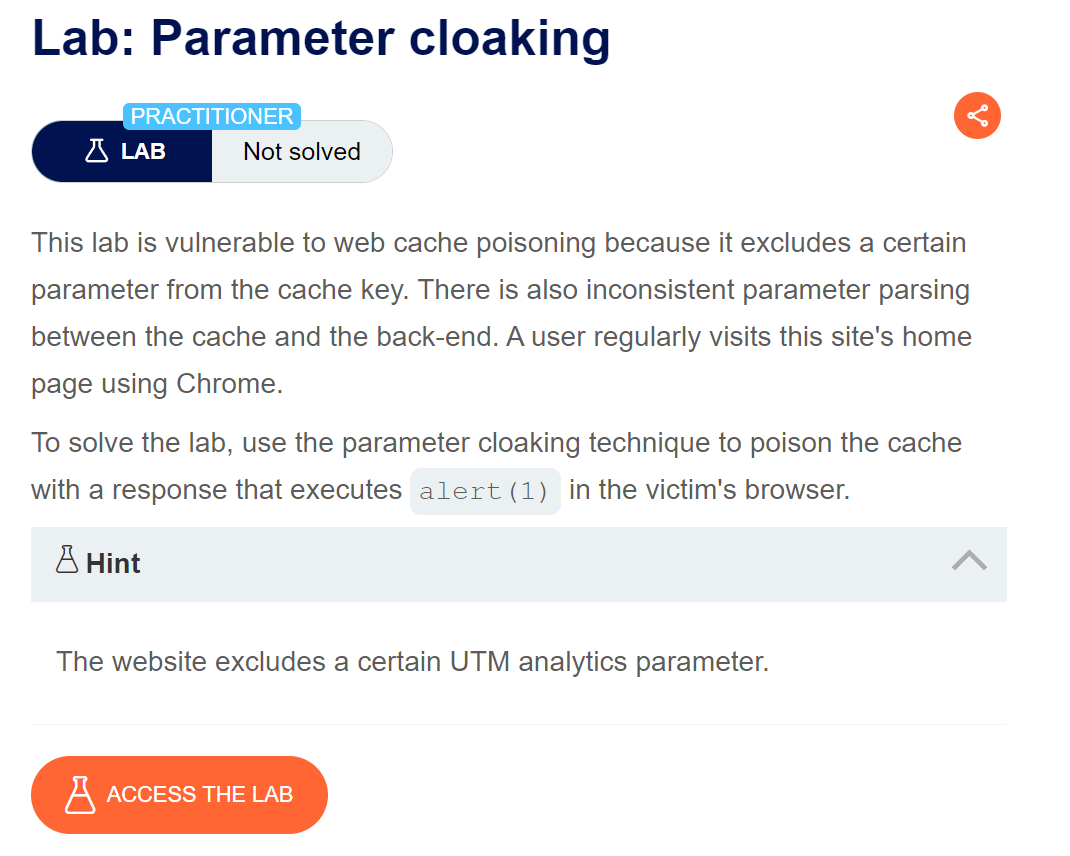 Lab: Parameter cloaking
PRACTITIONER
LAB Not solved
This lab is vulnerable to web cache poisoning because it excludes a certain
parameter from the cache key. There is also inconsistent parameter parsing
between the cache and the back-end. A user regularly visits this site's home
page using Chrome.
To solve the lab, use the parameter cloaking technique to poison the cache
with a response that executes alert(1) in the victim's browser.
Hint
The website excludes a certain UTM analytics parameter.
ACCESS THE LAB